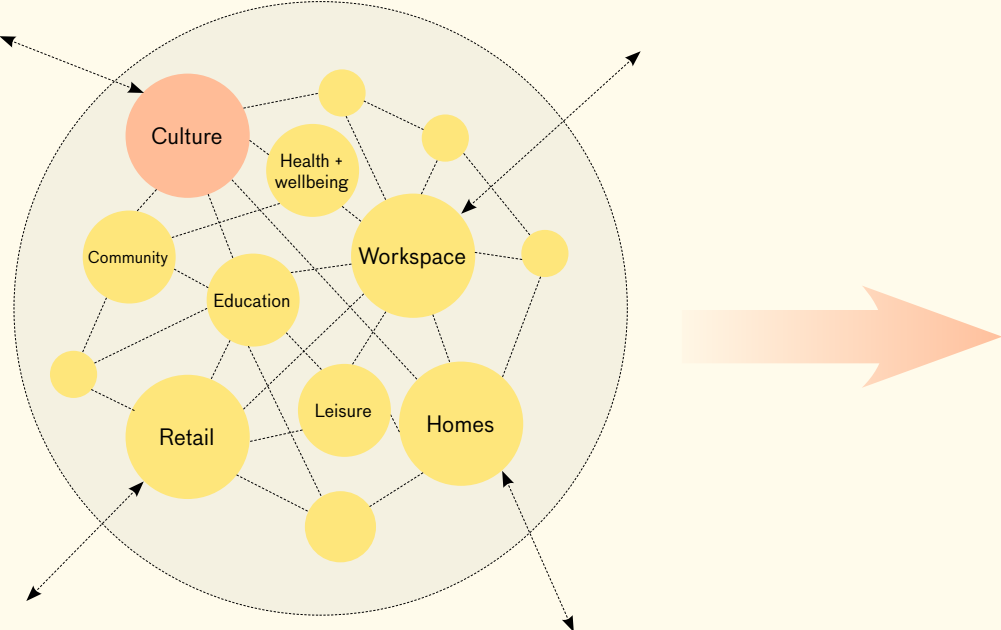 Culture
Health +
wellbeing
Community
Workspace
Education
Leisure
Retail
Homes